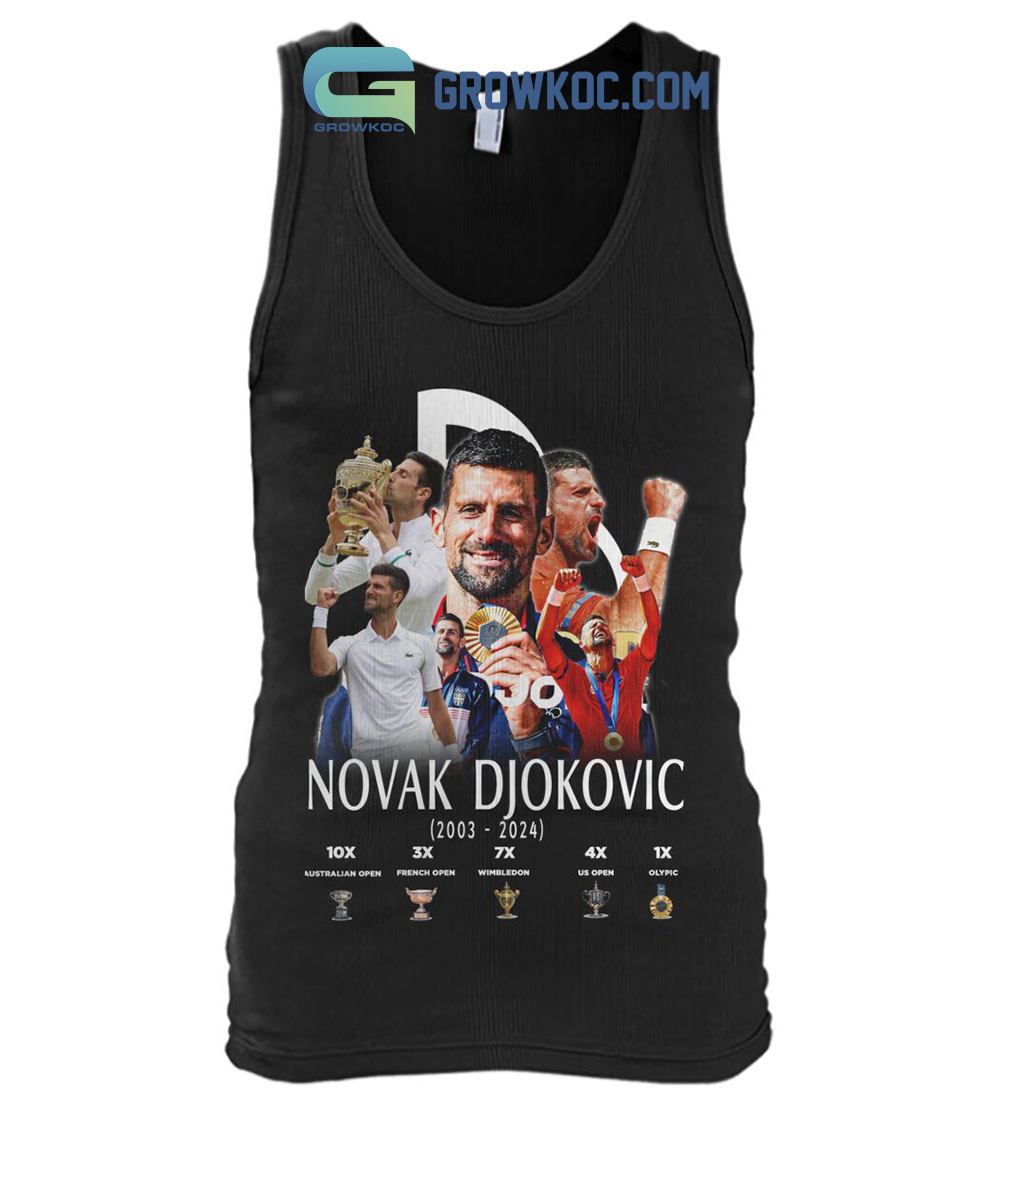 GROWKOC
GROWKOC.COM
NOVAK DJOKOVIC
(2003 - 2024)
10X 3X 7X 4X 1X
AUSTRALIAN OPEN FRENCH OPEN WIMBLEDON US OPEN OLYPIC